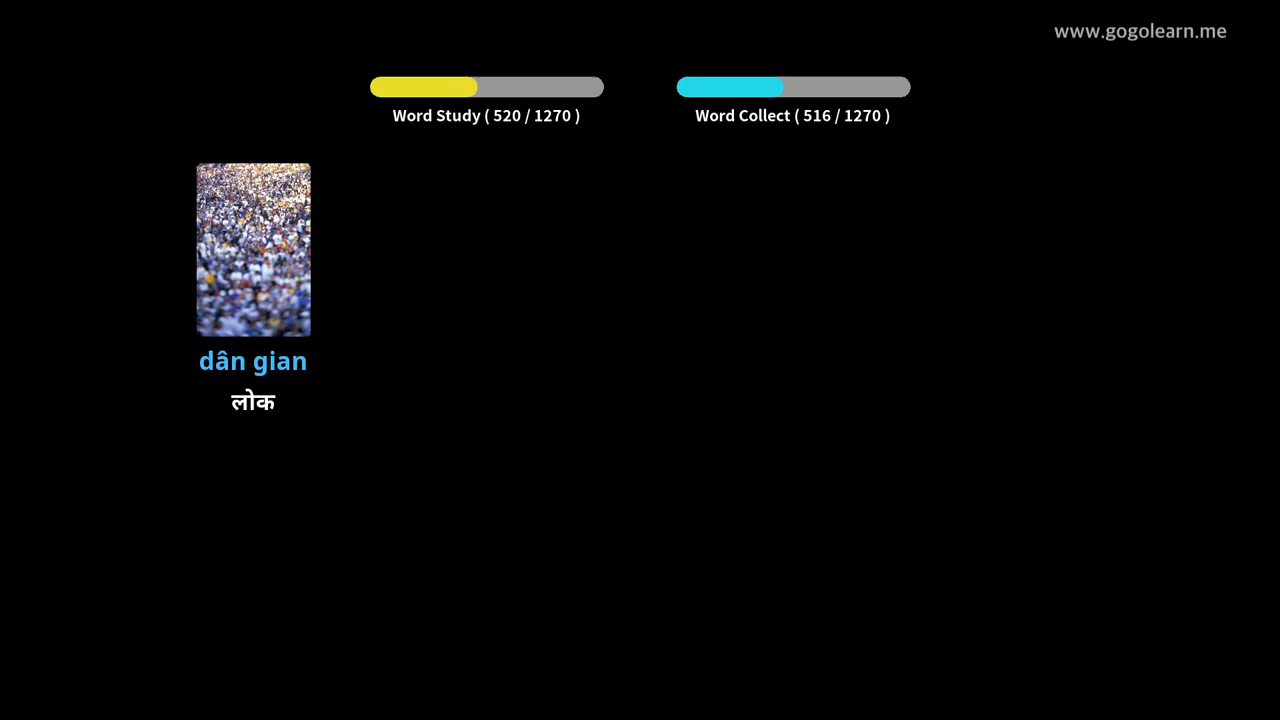 www.gogolearn.me
Word Study ( 520 / 1270 )
Word Collect ( 516 / 1270 )
dân gian
लोक